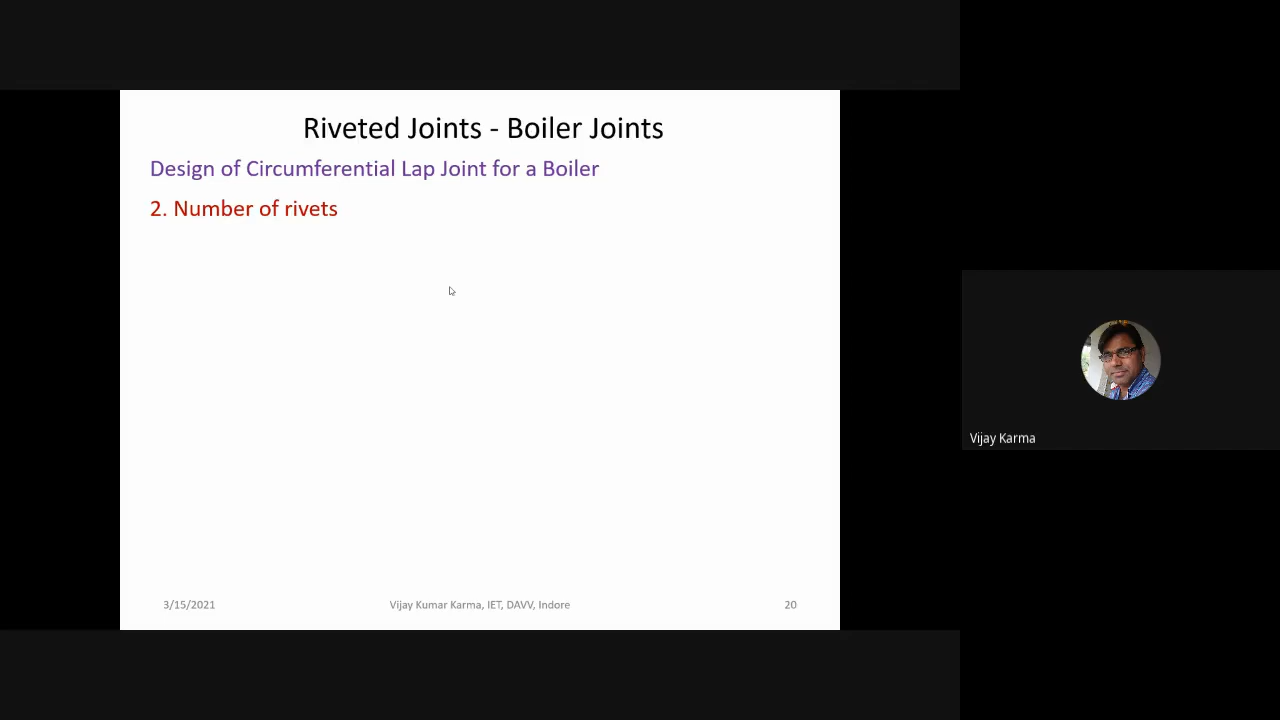 Riveted Joints - Boiler Joints
Design of Circumferential Lap Joint for a Boiler
2. Number of rivets
Vijay Karma
3/15/2021
Vijay Kumar Karma, IET, DAVV, Indore
20